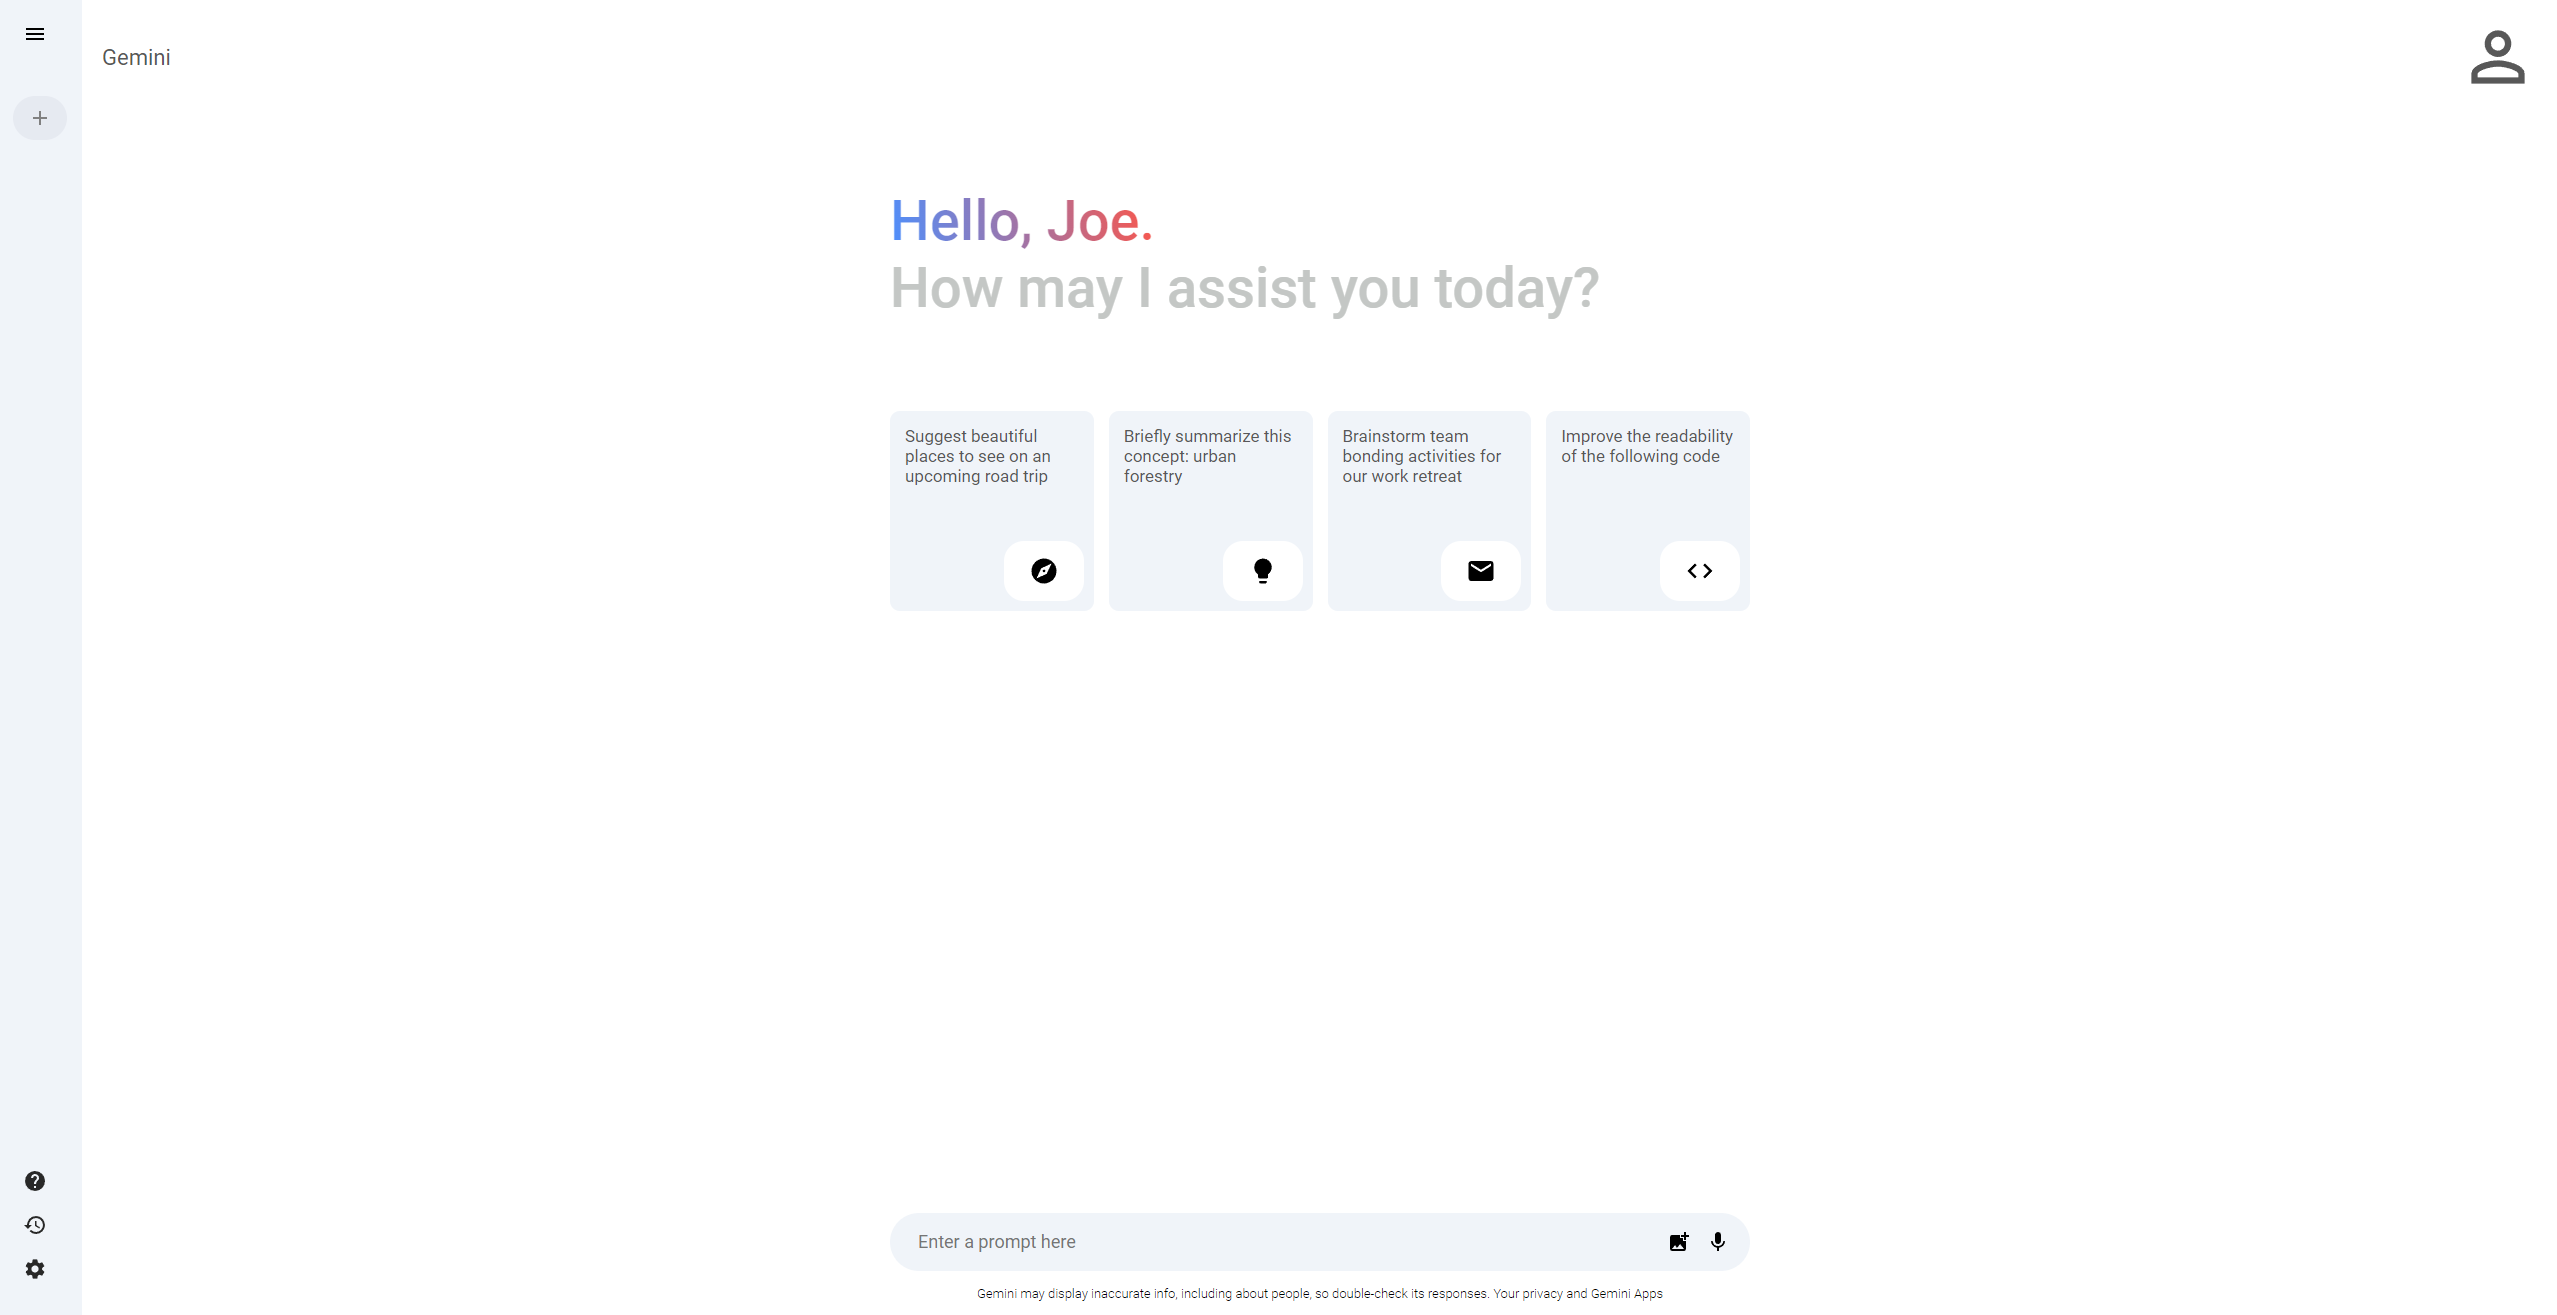 Gemini
Hello, Joe.
How may I assist you today?
Suggest beautiful
places to see on an
upcoming road trip
Briefly summarize this
concept: urban
forestry
Brainstorm team
bonding activities for
our work retreat
Improve the readability
of the following code
Enter a prompt here
Gemini may display inaccurate info, including about people, so double-check its responses. Your privacy and Gemini Apps